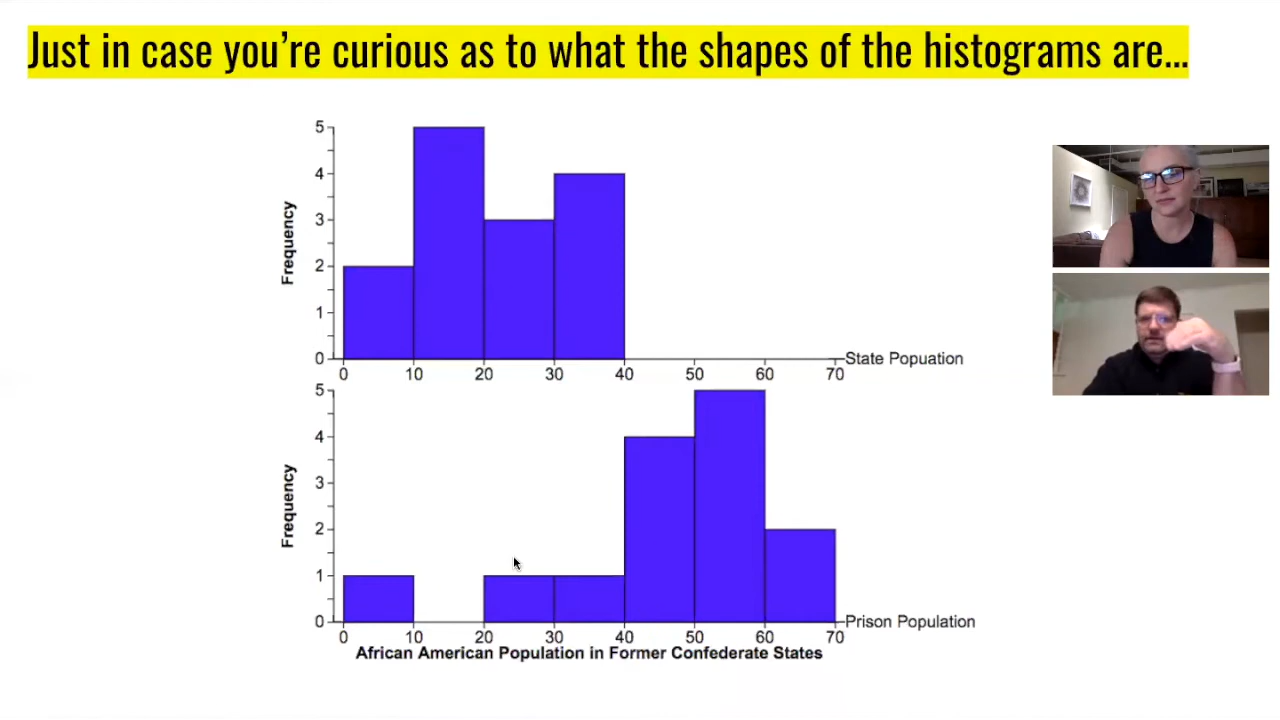 Just in case you're curious as to what the shapes of the histograms are...
5
4
3
2
1
0
Frequency
0 10 20 30 40 50 60 70
State Popuation
5
4
3
2
1
0
Frequency
0 10 20 30 40 50 60 70
Prison Population
African American Population in Former Confederate States